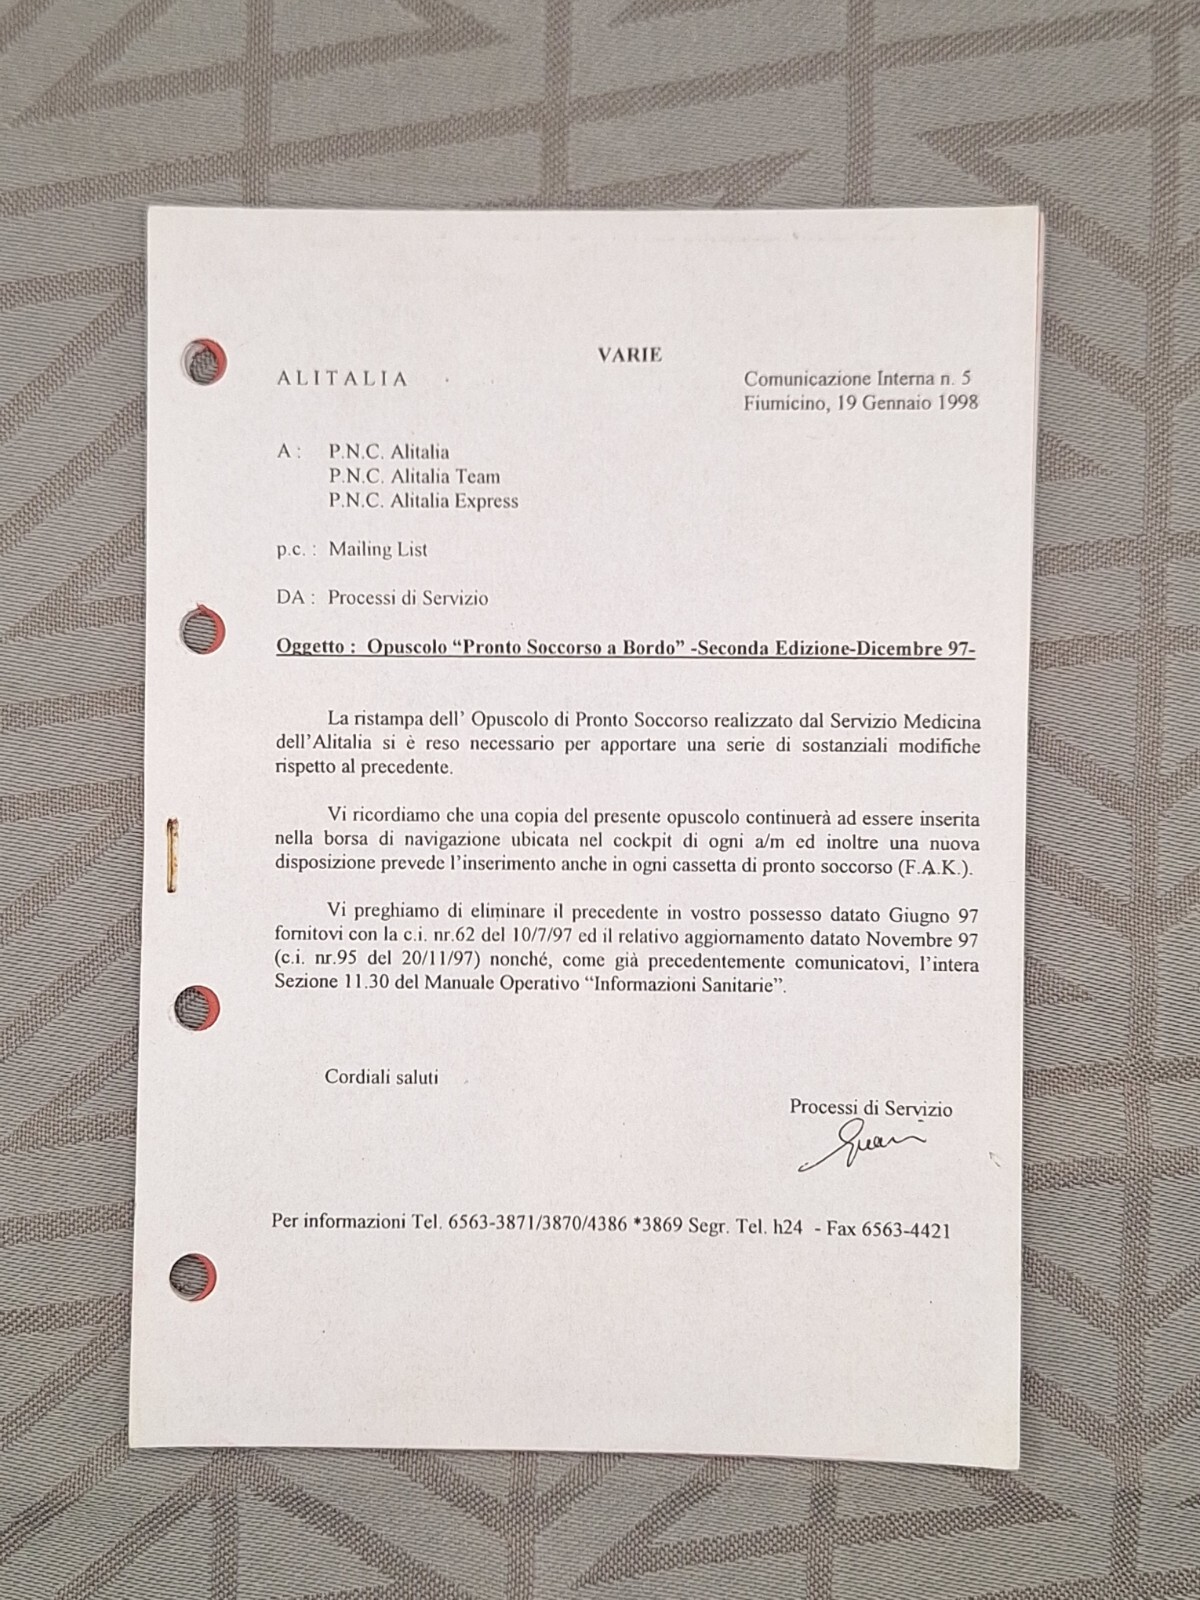 VARIE
ALITALIA
Comunicazione Interna n. 5
Fiumicino, 19 Gennaio 1998
A : P.N.C. Alitalia
P.N.C. Alitalia Team
P.N.C. Alitalia Express
p.c. : Mailing List
DA : Processi di Servizio
Oggetto : Opuscolo “Pronto Soccorso a Bordo” -Seconda Edizione-Dicembre 97-
La ristampa dell’ Opuscolo di Pronto Soccorso realizzato dal Servizio Medicina
dell’Alitalia si è reso necessario per apportare una serie di sostanziali modifiche
rispetto al precedente.
Vi ricordiamo che una copia del presente opuscolo continuerà ad essere inserita
nella borsa di navigazione ubicata nel cockpit di ogni a/m ed inoltre una nuova
disposizione prevede l’inserimento anche in ogni cassetta di pronto soccorso (F.A.K.).
Vi preghiamo di eliminare il precedente in vostro possesso datato Giugno 97
fornitovi con la c.i. nr.62 del 10/7/97 ed il relativo aggiornamento datato Novembre 97
(c.i. nr.95 del 20/11/97) nonché, come già precedentemente comunicatovi, l’intera
Sezione 11.30 del Manuale Operativo “Informazioni Sanitarie”.
Cordiali saluti
Processi di Servizio
Per informazioni Tel. 6563-3871/3870/4386 *3869 Segr. Tel. h24 - Fax 6563-4421